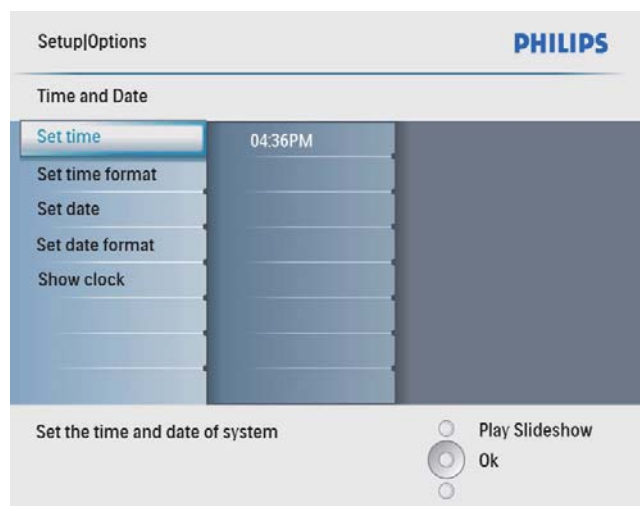 Setup|Options
PHILIPS
Time and Date
Set time
04:36PM
Set time format
Set date
Set date format
Show clock
Set the time and date of system
Play Slideshow
Ok